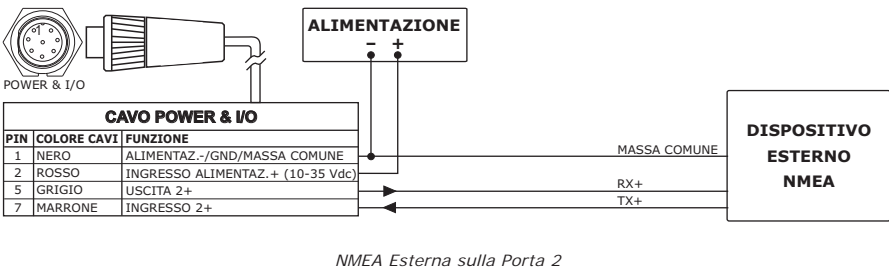 ALIMENTAZIONE
– +
1
POWER & I/O
CAVO POWER & I/O
PIN COLORE CAVI FUNZIONE
1 NERO ALIMENTAZ.-/GND/MASSA COMUNE
2 ROSSO INGRESSO ALIMENTAZ.+ (10-35 Vdc)
5 GRIGIO USCITA 2+
7 MARRONE INGRESSO 2+
MASSA COMUNE
RX+
TX+
DISPOSITIVO
ESTERNO
NMEA
NMEA Esterna sulla Porta 2